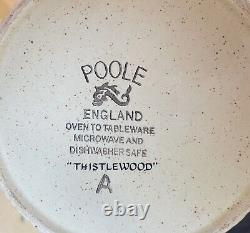 POOLE
ENGLAND
OVEN TO TABLEWARE
MICROWAVE AND
DISHWASHER SAFE
"THISTLEWOOD"
A